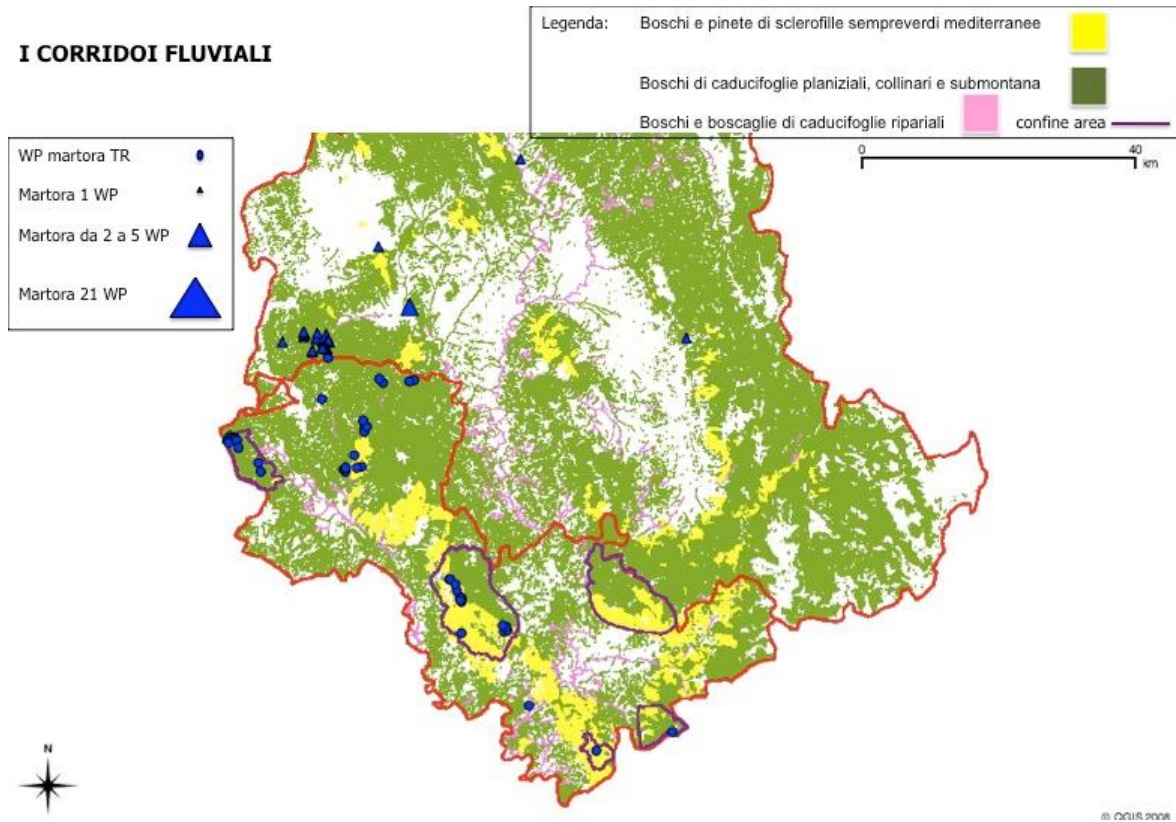 I CORRIDOI FLUVIALI
Legenda: Boschi e pinete di sclerofille sempreverdi mediterranee
Boschi di caducifoglie planiziali, collinari e submontana
Boschi e boscaglie di caducifoglie ripariali confine area
WP martora TR
Martora 1 WP
Martora da 2 a 5 WP
Martora 21 WP
0 40
km
N
© QGIS 2008